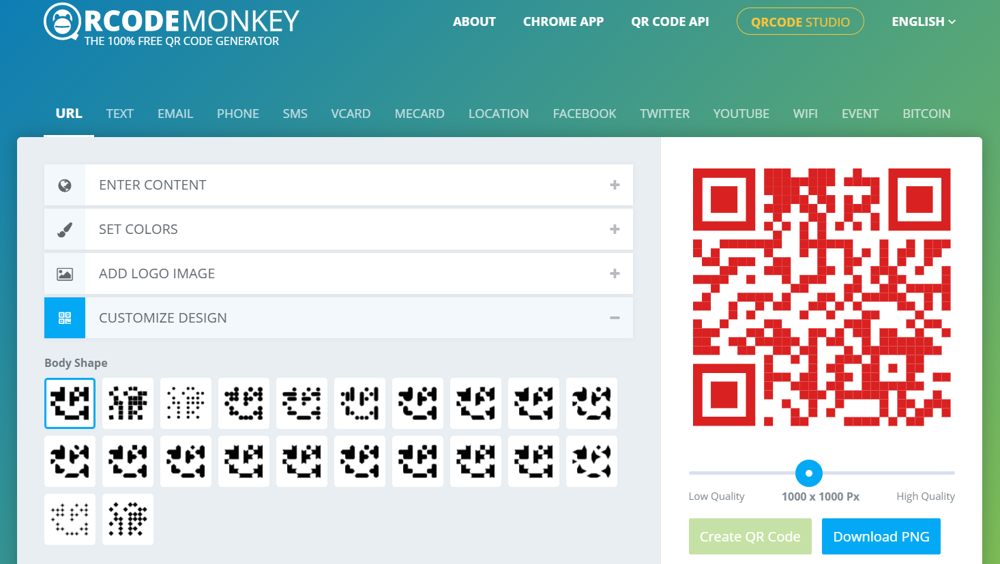 QRCODEMONKEY
THE 100% FREE QR CODE GENERATOR
ABOUT
CHROME APP
QR CODE API
QRCODE STUDIO
ENGLISH
URL
TEXT
EMAIL
PHONE
SMS
VCARD
MECARD
LOCATION
FACEBOOK
TWITTER
YOUTUBE
WIFI
EVENT
BITCOIN
ENTER CONTENT
SET COLORS
ADD LOGO IMAGE
CUSTOMIZE DESIGN
Body Shape
Low Quality
1000 x 1000 Px
High Quality
Create QR Code
Download PNG